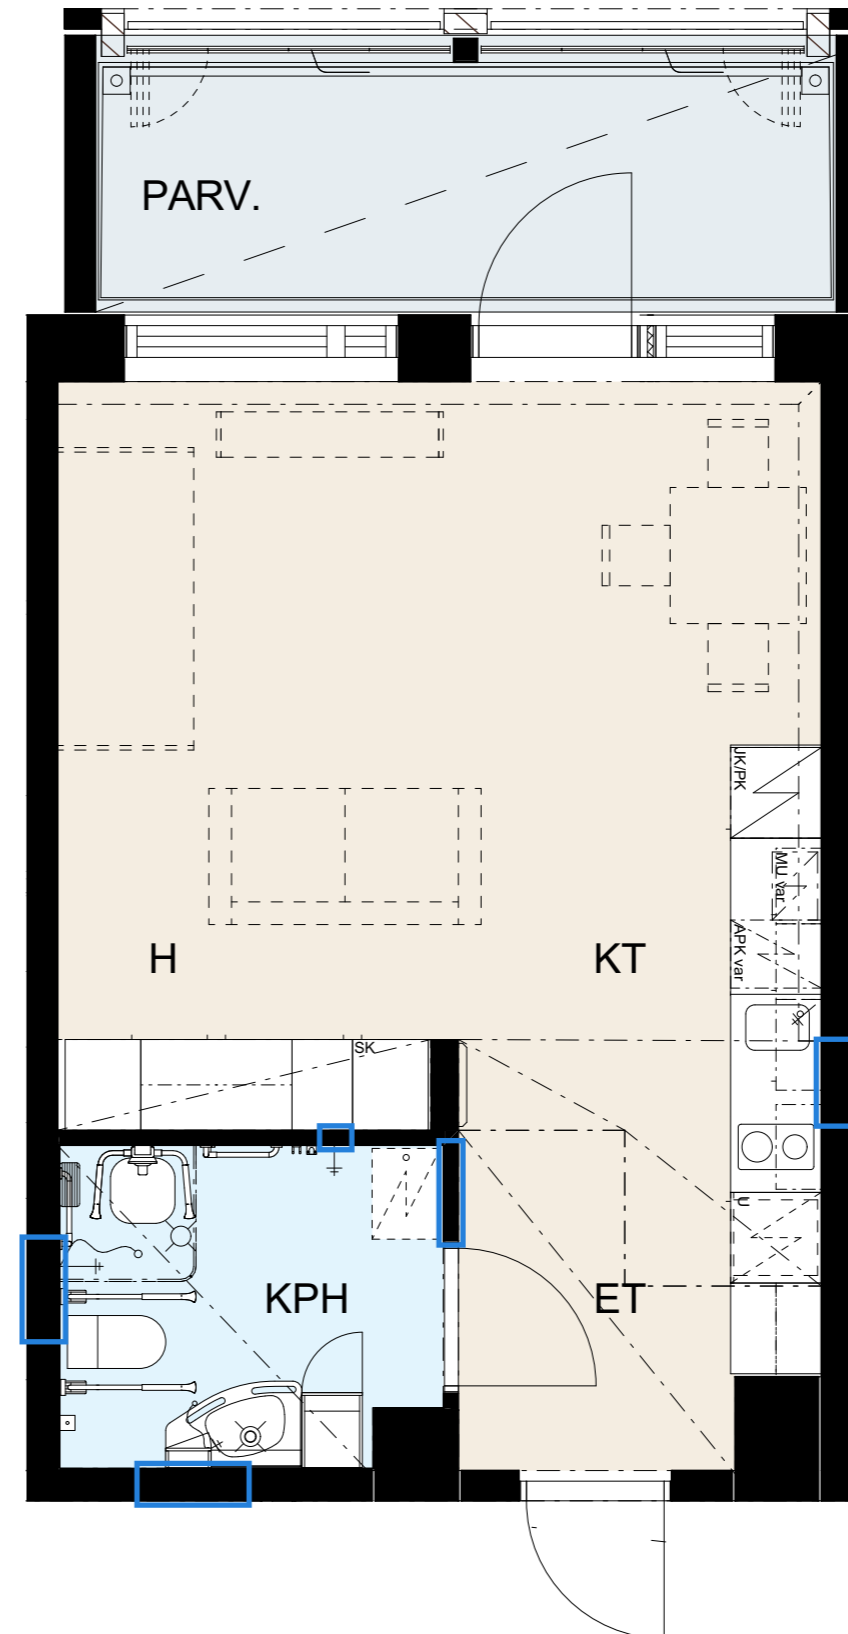 PARV.
JK/PK
MU var.
APK var
H
KT
SK
U
KPH
ET